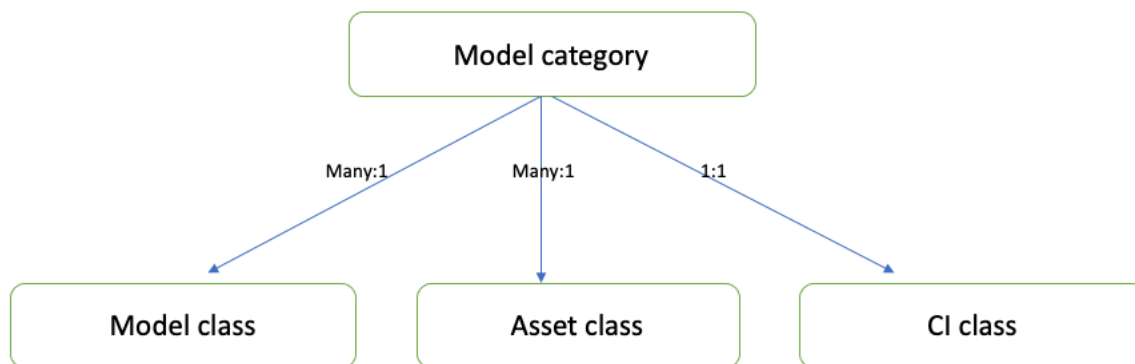 Model category
Many:1
Many:1
1:1
Model class
Asset class
CI class